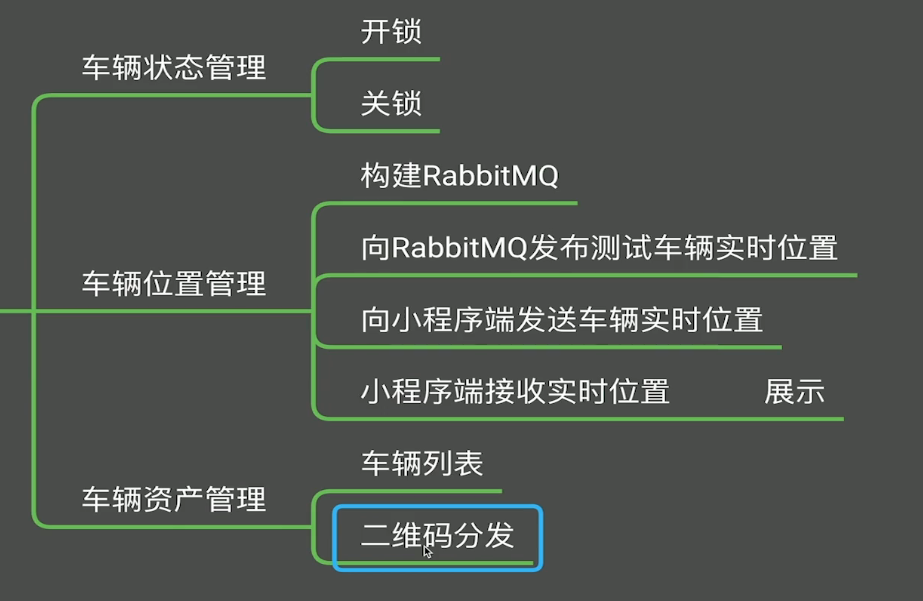 车辆状态管理
开锁
关锁
车辆位置管理
构建RabbitMQ
向RabbitMQ发布测试车辆实时位置
向小程序端发送车辆实时位置
小程序端接收实时位置 展示
车辆资产管理
车辆列表
二维码分发